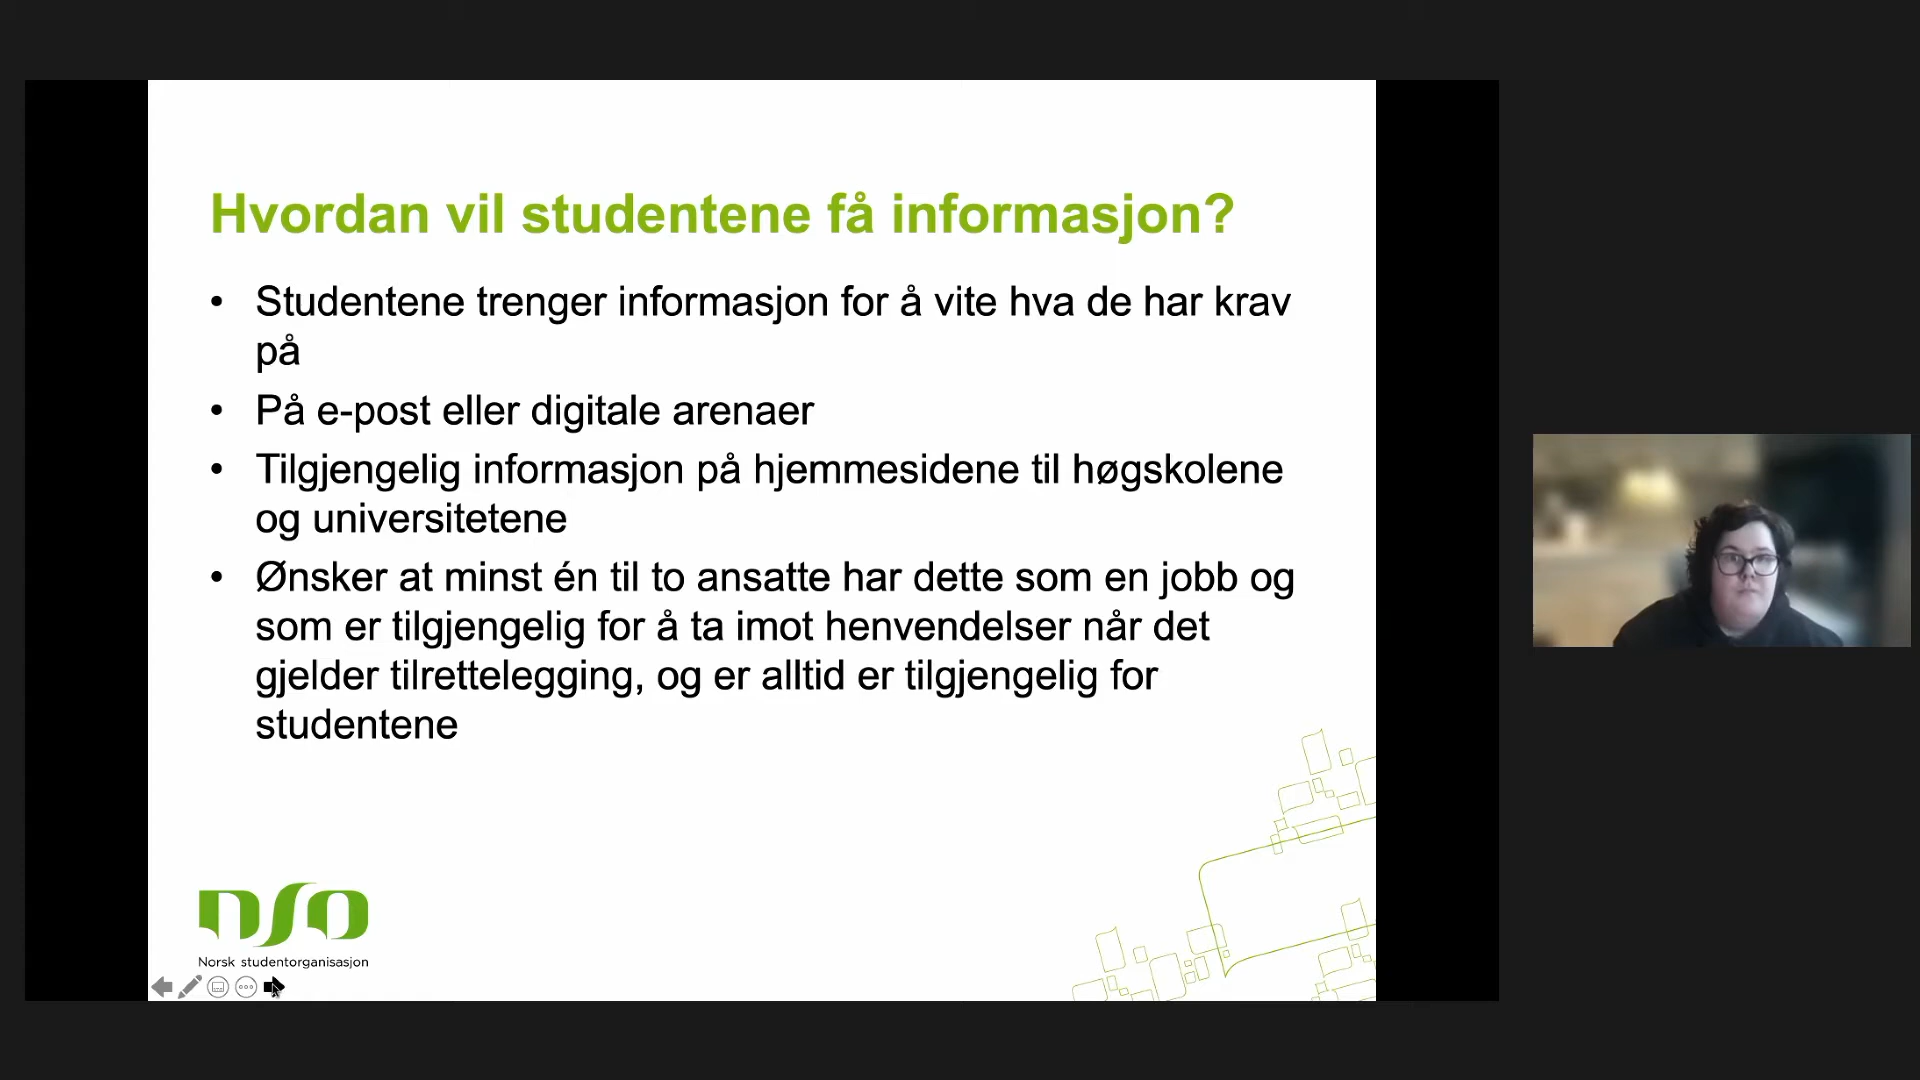 Hvordan vil studentene få informasjon?
• Studentene trenger informasjon for å vite hva de har krav
på
• På e-post eller digitale arenaer
• Tilgjengelig informasjon på hjemmesidene til høgskolene
og universitetene
• Ønsker at minst én til to ansatte har dette som en jobb og
som er tilgjengelig for å ta imot henvendelser når det
gjelder tilrettelegging, og er alltid er tilgjengelig for
studentene
nso
Norsk studentorganisasjon